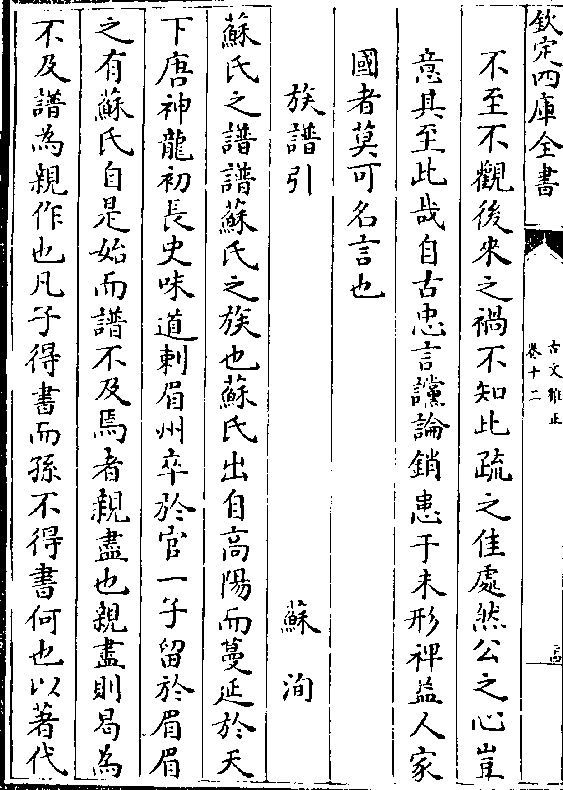 欽定四庫全書
古文雅正
卷十二
不至不觀後來之禍不知此疏之佳處然公之心豈
意其至此哉自古忠言讜論銷患于未形裨益人家
國者莫可名言也
族譜引 蘇洵
蘇氏之譜譜蘇氏之族也蘇氏出自高陽而蔓延於天
下唐神龍初長史味道刺眉州卒於官一子留於眉眉
之有蘇氏自是始而譜不及焉者親盡也親盡則曷為
不及譜為親作也凡子得書而孫不得書何也以著代